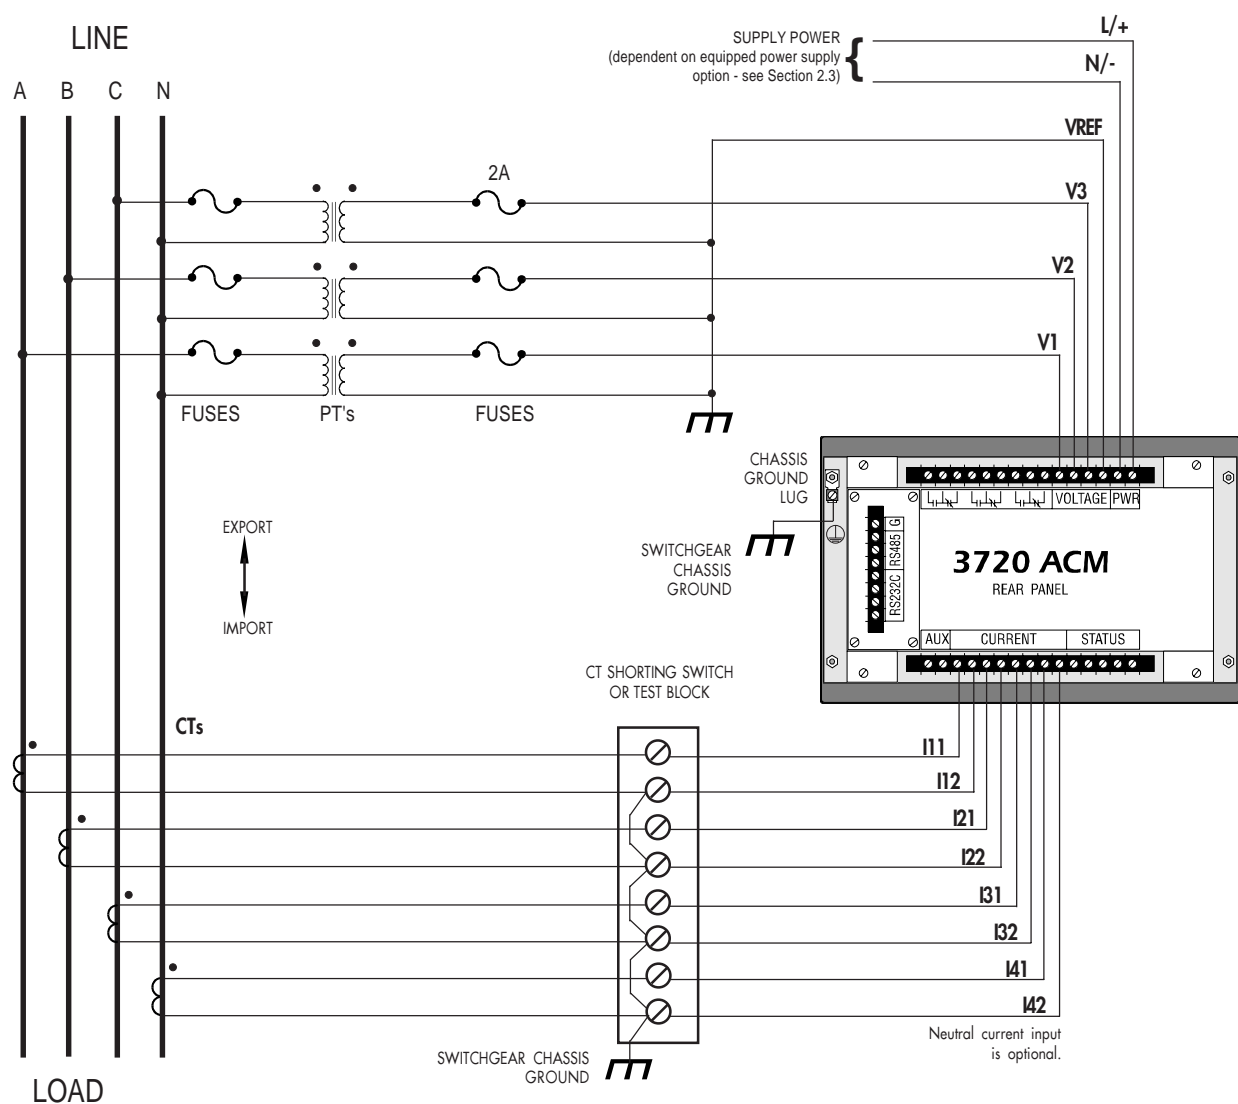 LINE
A B C N
SUPPLY POWER
(dependent on equipped power supply
option - see Section 2.3)
L/+
N/-
VREF
2A
V3
V2
V1
FUSES
PT's
FUSES
CHASSIS
GROUND
LUG
SWITCHGEAR
CHASSIS
GROUND
VOLTAGE PWR
G
RS485
RS232C
3720 ACM
REAR PANEL
AUX CURRENT STATUS
EXPORT
IMPORT
CT SHORTING SWITCH
OR TEST BLOCK
CTs
I11
I12
I21
I22
I31
I32
I41
I42
Neutral current input
is optional.
SWITCHGEAR CHASSIS
GROUND
LOAD